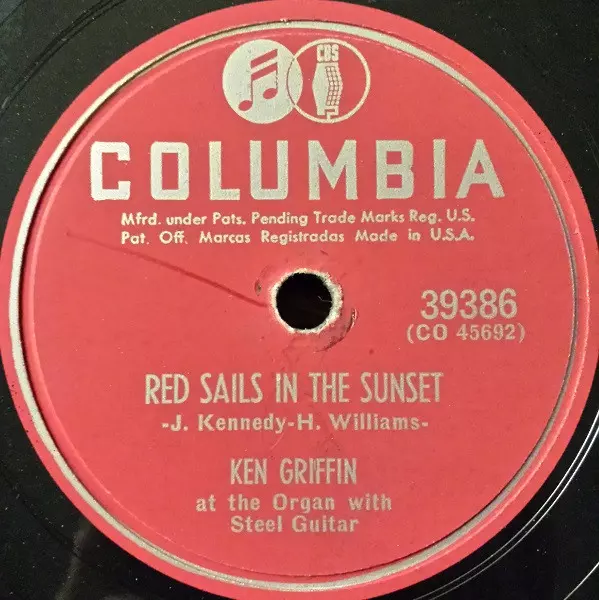 CBS
COLUMBIA
Mfrd. under Pats. Pending Trade Marks Reg. U.S.
Pat. Off. Marcas Registradas Made in U.S.A.
39386
(CO 45692)
RED SAILS IN THE SUNSET
-J. Kennedy-H. Williams-
KEN GRIFFIN
at the Organ with
Steel Guitar